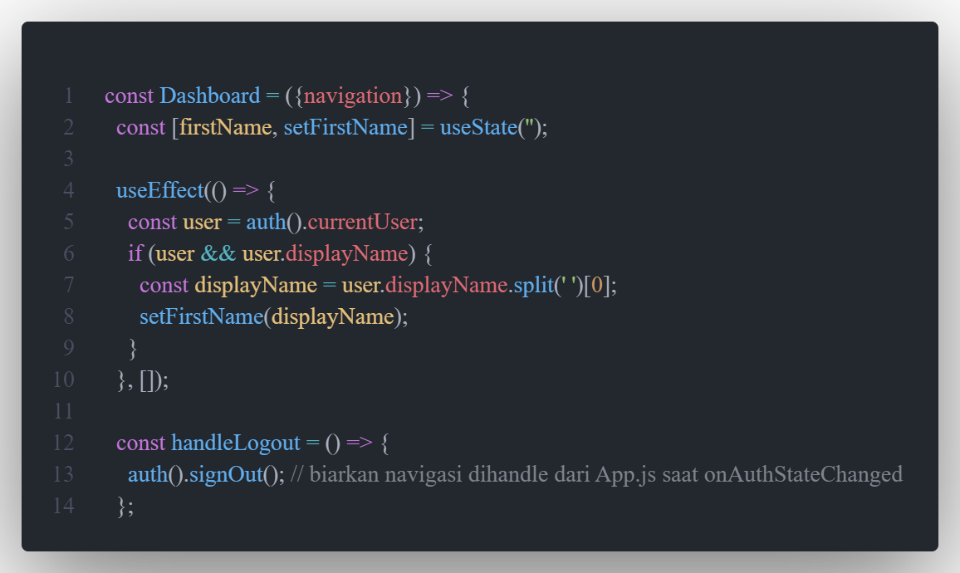 1 const Dashboard = ({navigation}) => {
2 const [firstName, setFirstName] = useState('');
3
4 useEffect(() => {
5 const user = auth().currentUser;
6 if (user && user.displayName) {
7 const displayName = user.displayName.split(' ')[0];
8 setFirstName(displayName);
9 }
10 }, []);
11
12 const handleLogout = () => {
13 auth().signOut(); // biarkan navigasi dihandle dari App.js saat onAuthStateChanged
14 };